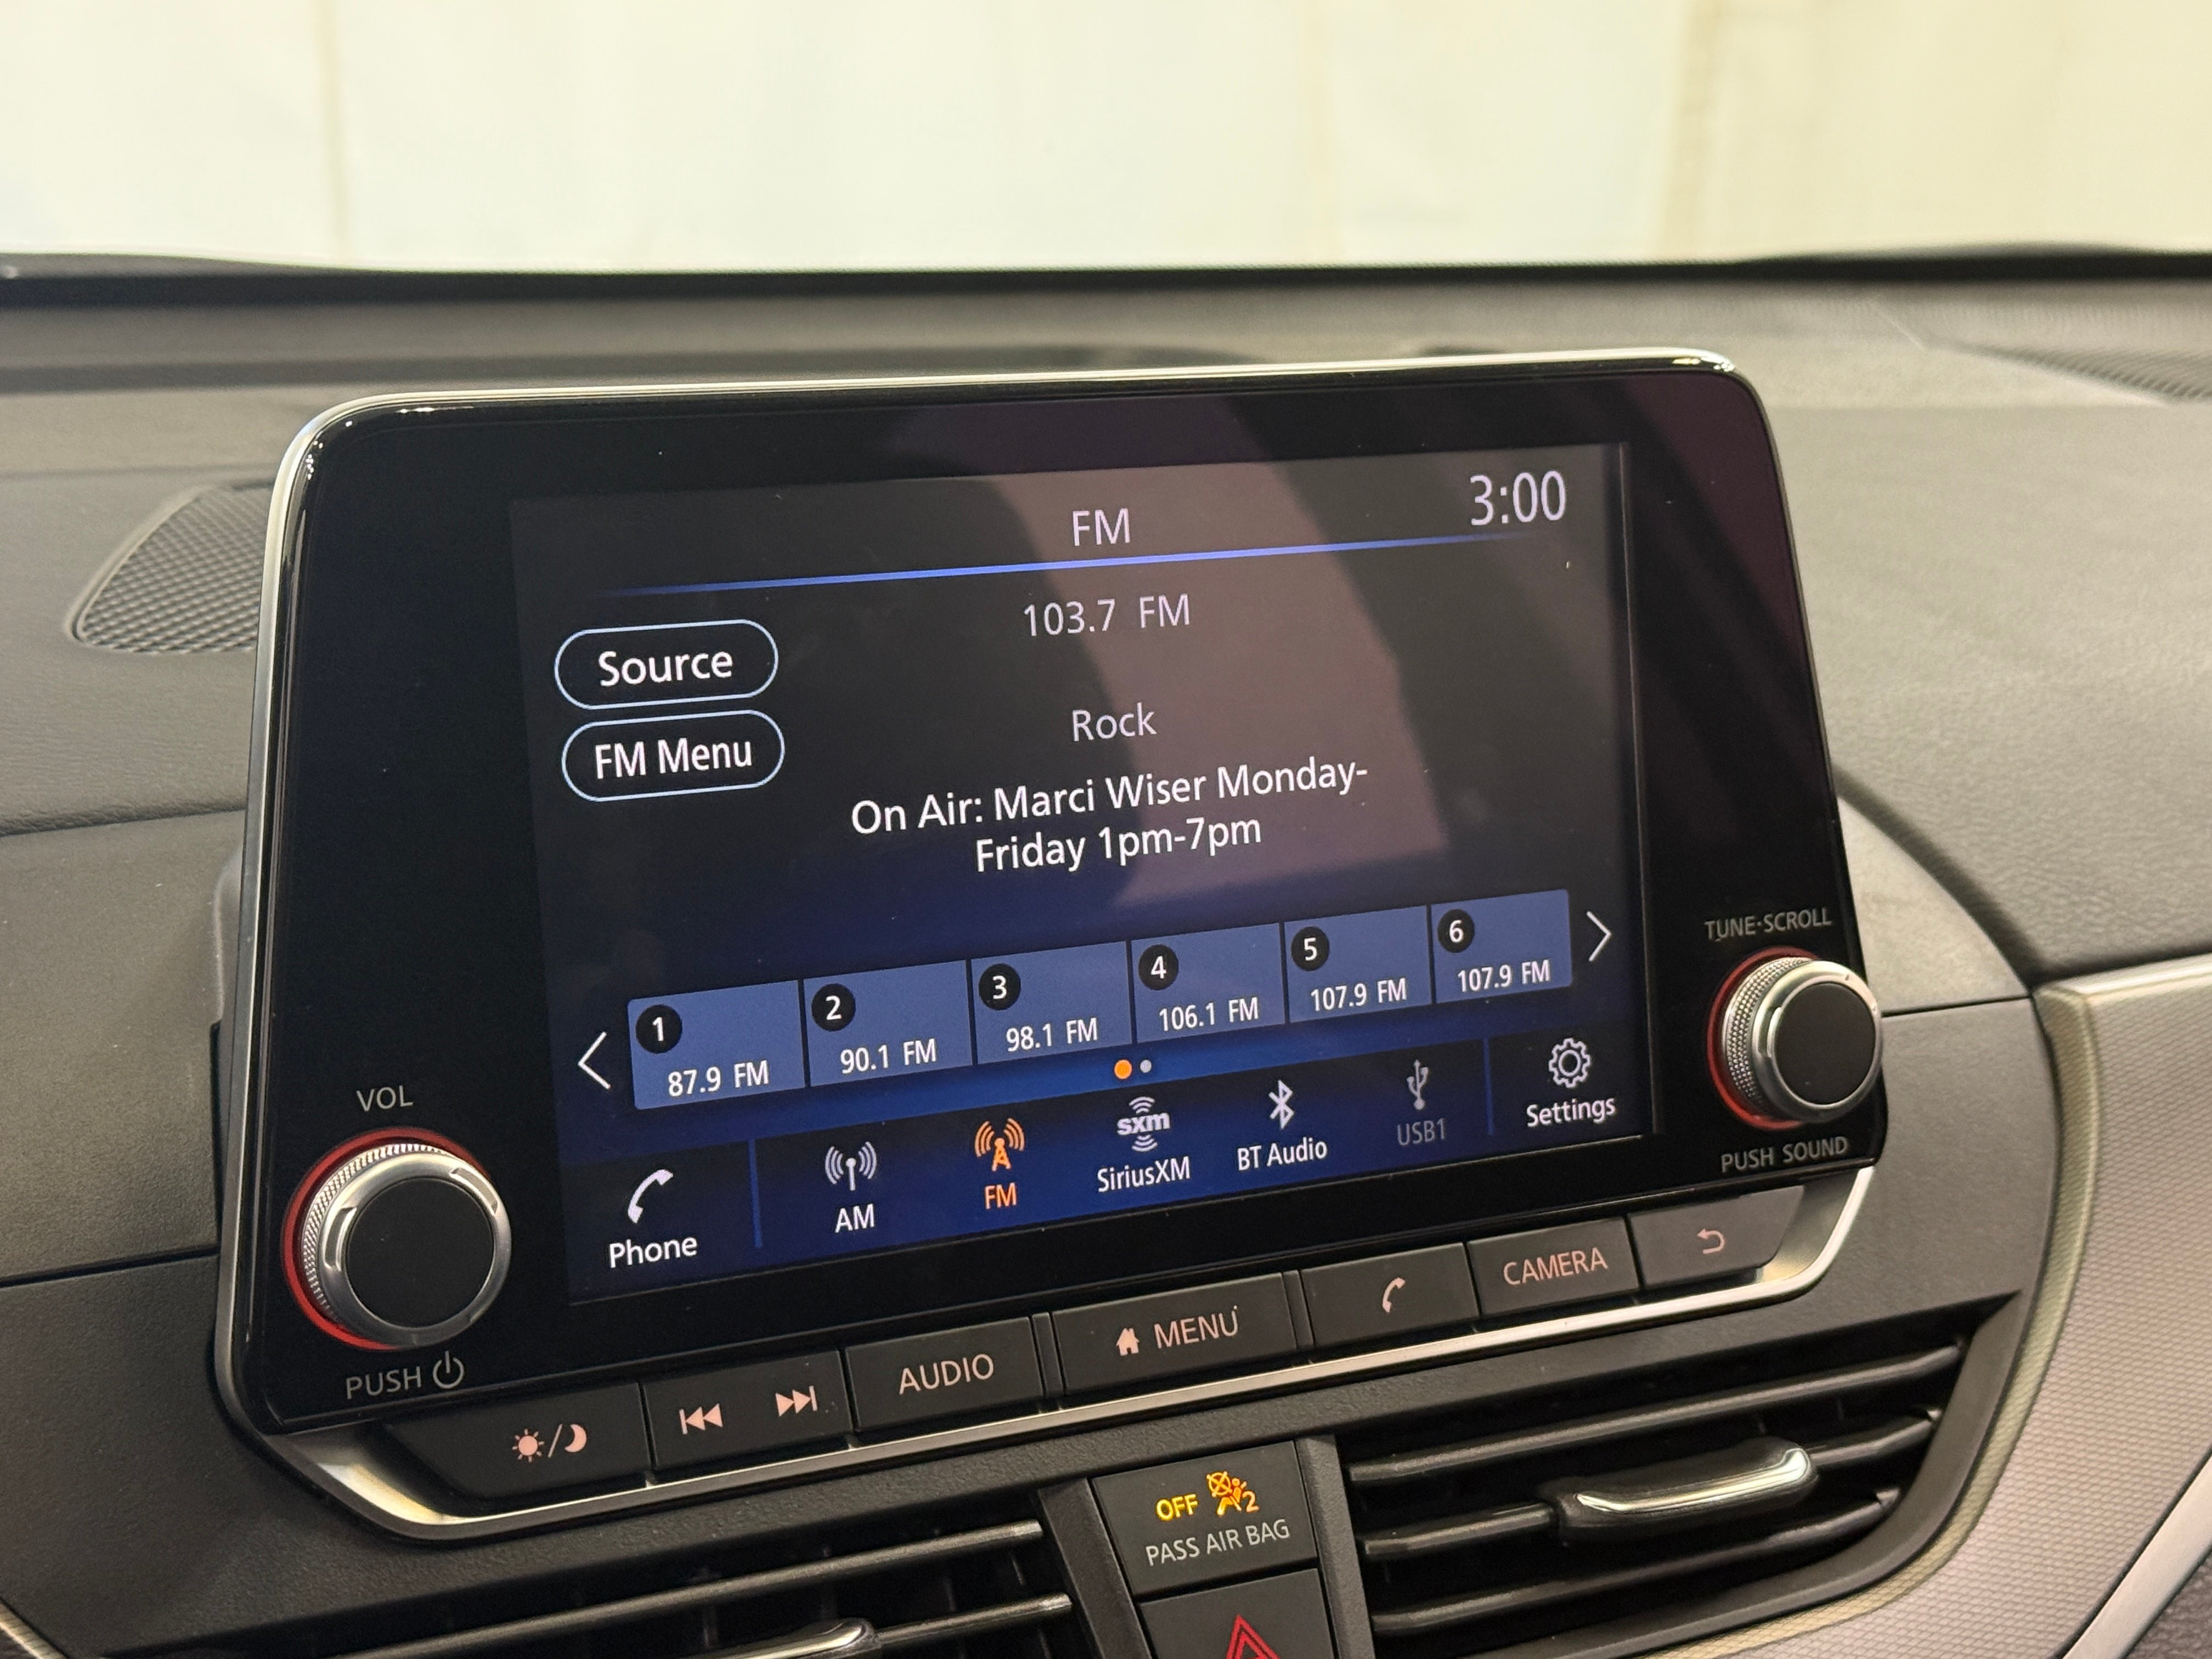 FM
3:00
103.7 FM
Source
Rock
FM Menu
On Air: Marci Wiser Monday-
Friday 1pm-7pm
1
87.9 FM
2
90.1 FM
3
98.1 FM
4
106.1 FM
5
107.9 FM
6
107.9 FM
Phone
AM
FM
sxm
SiriusXM
BT Audio
USB1
Settings
VOL
PUSH
TUNE·SCROLL
PUSH SOUND
AUDIO
MENU
CAMERA
OFF
2
PASS AIR BAG